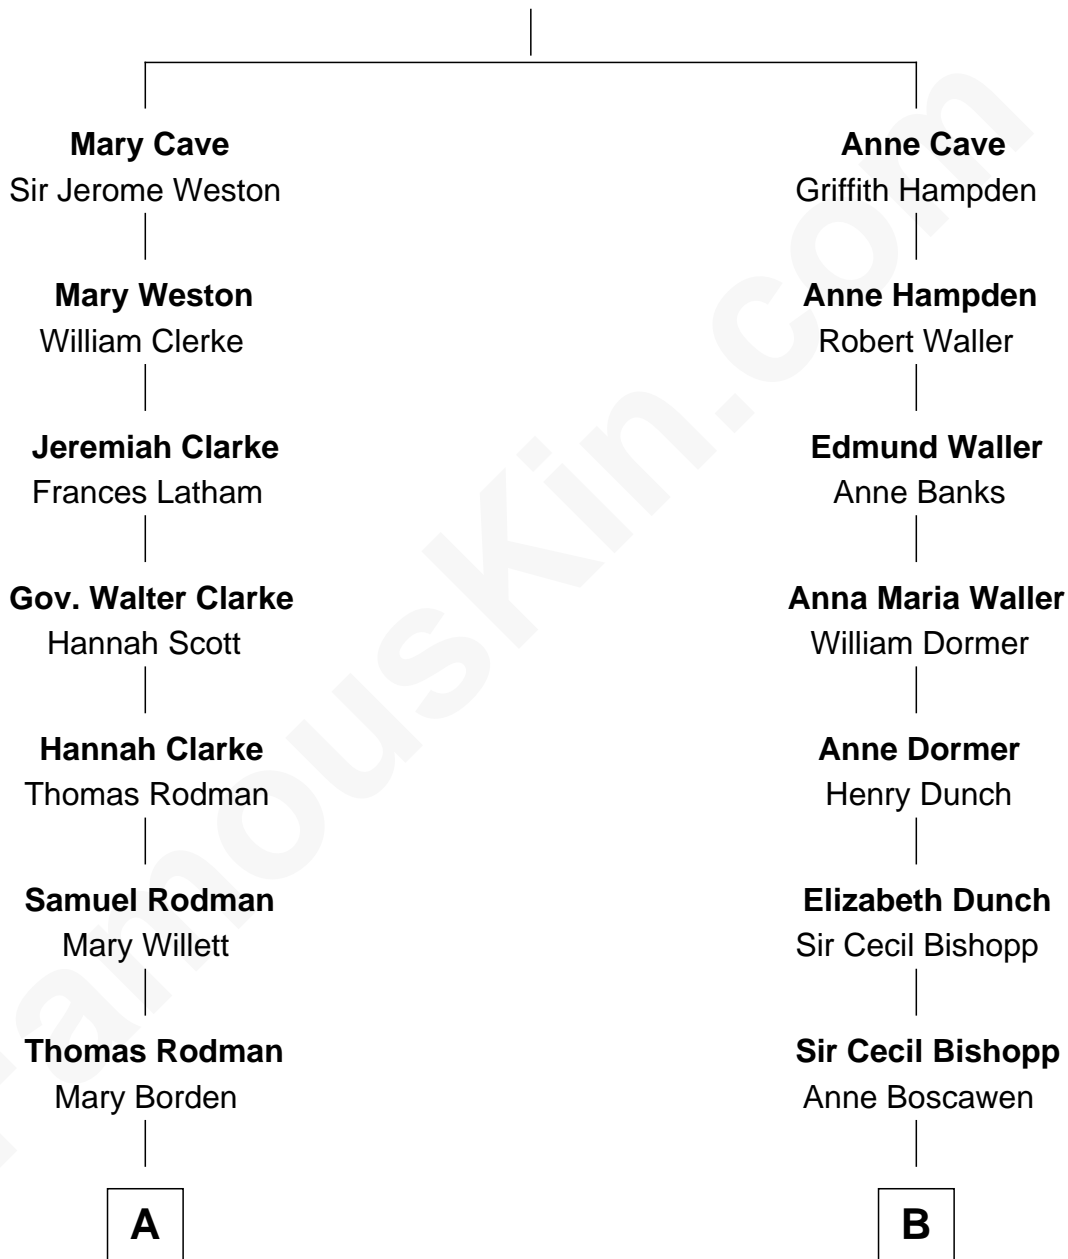 Mary Cave
Sir Jerome Weston
Anne Cave
Griffith Hampden
Mary Weston
William Clerke
Anne Hampden
Robert Waller
Jeremiah Clarke
Frances Latham
Edmund Waller
Anne Banks
Gov. Walter Clarke
Hannah Scott
Anna Maria Waller
William Dormer
Hannah Clarke
Thomas Rodman
Anne Dormer
Henry Dunch
Samuel Rodman
Mary Willett
Elizabeth Dunch
Sir Cecil Bishopp
Thomas Rodman
Mary Borden
Sir Cecil Bishopp
Anne Boscawen
A
B
FamousKin.com